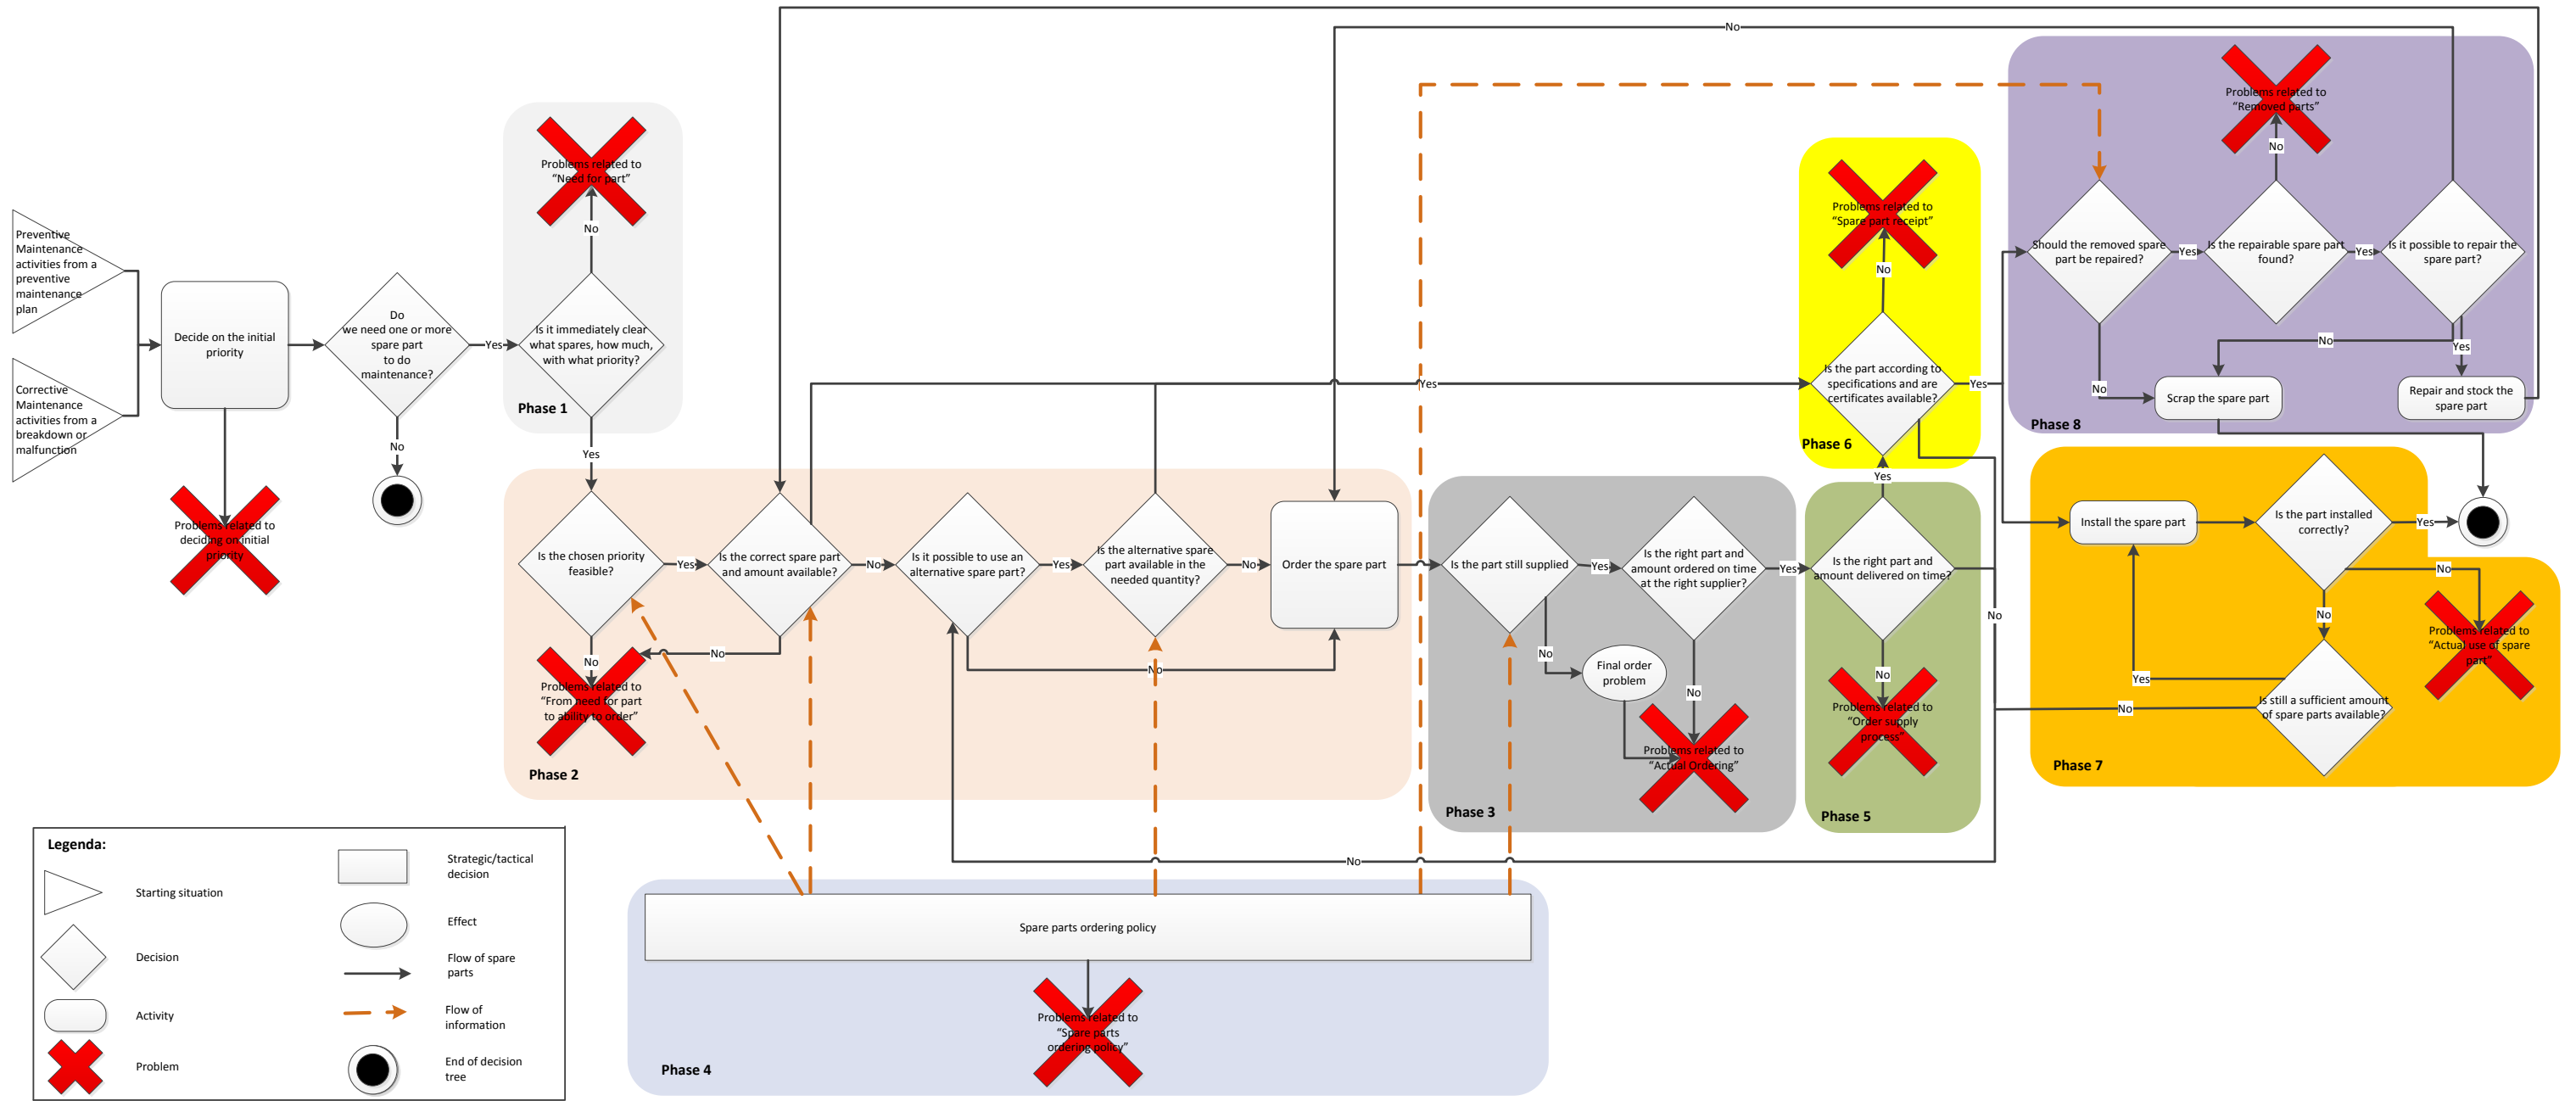 No
Problems related to
“Removed parts”
No
Problems related to
“Need for part”
No
Problems related to
“Spare part receipt”
No
Preventive
Maintenance
activities from a
preventive
maintenance
plan
Corrective
Maintenance
activities from a
breakdown or
malfunction
Decide on the initial
priority
Problems related to
deciding on initial
priority
Do
we need one or more
spare part
to do
maintenance?
Yes
No
Is it immediately clear
what spares, how much,
with what priority?
Phase 1
Yes
Should the removed spare
part be repaired?
Yes
Is the repairable spare part
found?
Yes
Is it possible to repair the
spare part?
No
Yes
No
Scrap the spare part
Repair and stock the
spare part
Phase 8
Yes
Is the part according to
specifications and are
certificates available?
Yes
Phase 6
Yes
Is the chosen priority
feasible?
Yes
Is the correct spare part
and amount available?
No
Is it possible to use an
alternative spare part?
Yes
Is the alternative spare
part available in the
needed quantity?
No
Order the spare part
No
No
No
Problems related to
“From need for part
to ability to order”
Phase 2
Is the part still supplied
Yes
Is the right part and
amount ordered on time
at the right supplier?
Yes
No
Final order
problem
No
Problems related to
“Actual Ordering”
Phase 3
Is the right part and
amount delivered on time?
No
No
Problems related to
“Order supply
process”
Phase 5
Install the spare part
Is the part installed
correctly?
Yes
No
No
Problems related to
“Actual use of spare
part”
Yes
Is still a sufficient amount
of spare parts available?
No
Phase 7
No
Spare parts ordering policy
Problems related to
“Spare parts
ordering policy”
Phase 4
Legenda:
Starting situation
Decision
Activity
Problem
Strategic/tactical
decision
Effect
Flow of spare
parts
Flow of
information
End of decision
tree